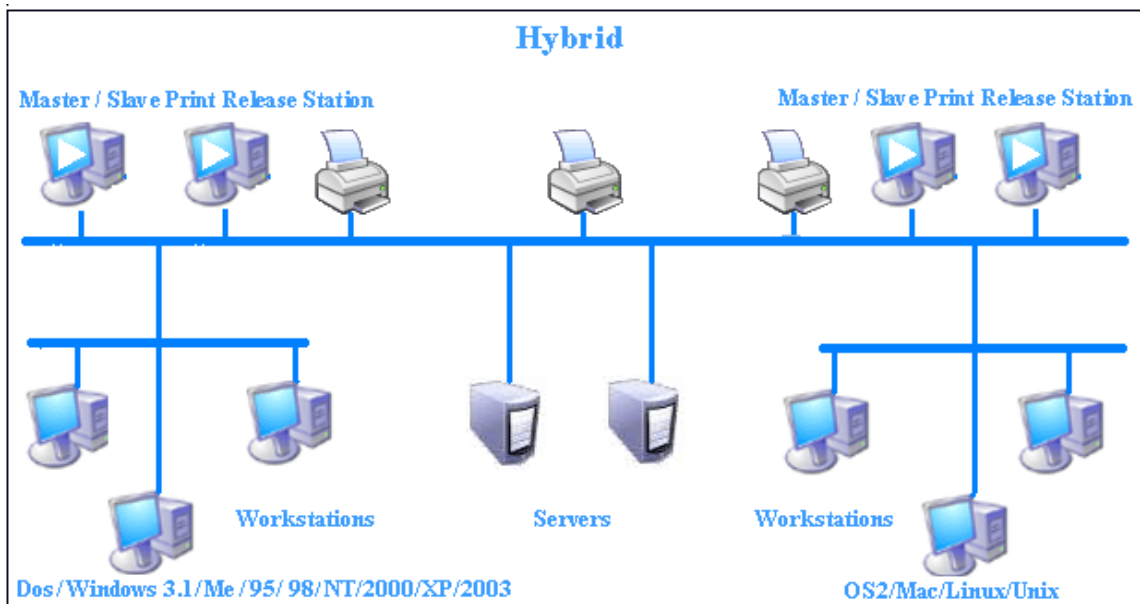 Hybrid
Master / Slave Print Release Station
Master / Slave Print Release Station
Workstations
Servers
Workstations
Dos/Windows 3.1/Me/95/ 98/NT/2000/XP/2003
OS2/Mac/Linux/Unix